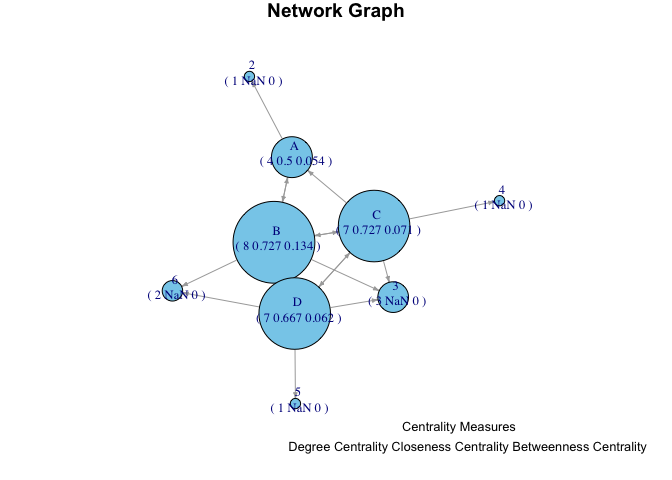 Network Graph
2
( 1 NaN 0 )
A
( 4 0.5 0.054 )
4
( 1 NaN 0 )
C
( 7 0.727 0.071 )
B
( 8 0.727 0.134 )
6
( 2 NaN 0 )
3
( 3 NaN 0 )
D
( 7 0.667 0.062 )
5
( 1 NaN 0 )
Centrality Measures
Degree Centrality Closeness Centrality Betweenness Centrality